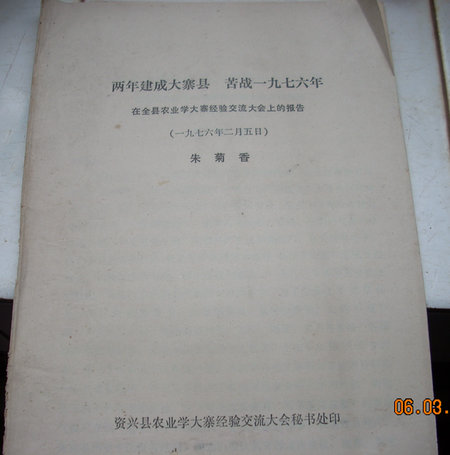 两年建成大寨县 苦战一九七六年
在全县农业学大寨经验交流大会上的报告
(一九七六年二月五日)
朱菊香
资兴县农业学大寨经验交流大会秘书处印
06.03.